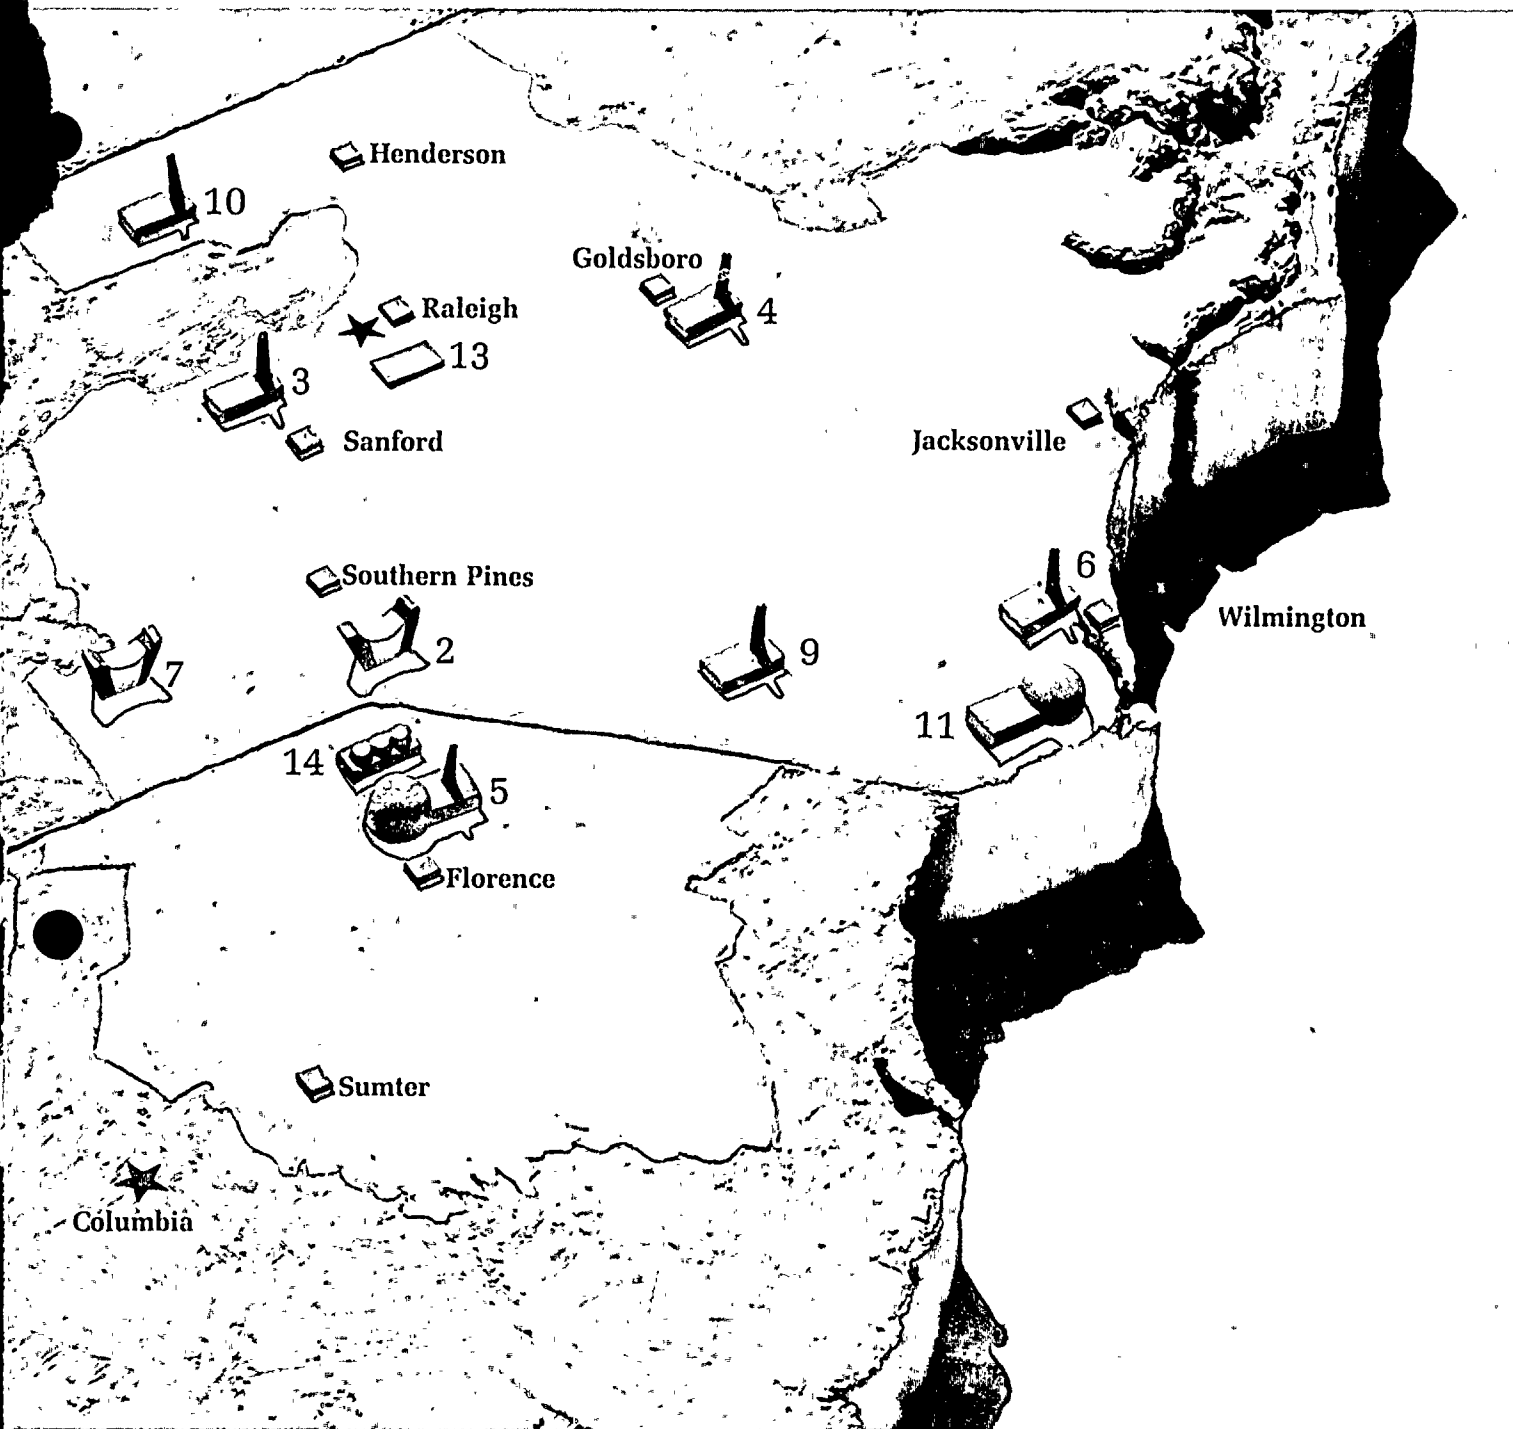 Henderson
10
Goldsboro
Raleigh
4
13
3
Sanford
Jacksonville
6
Southern Pines
Wilmington
2
9
7
11
14
5
Florence
Sumter
Columbia